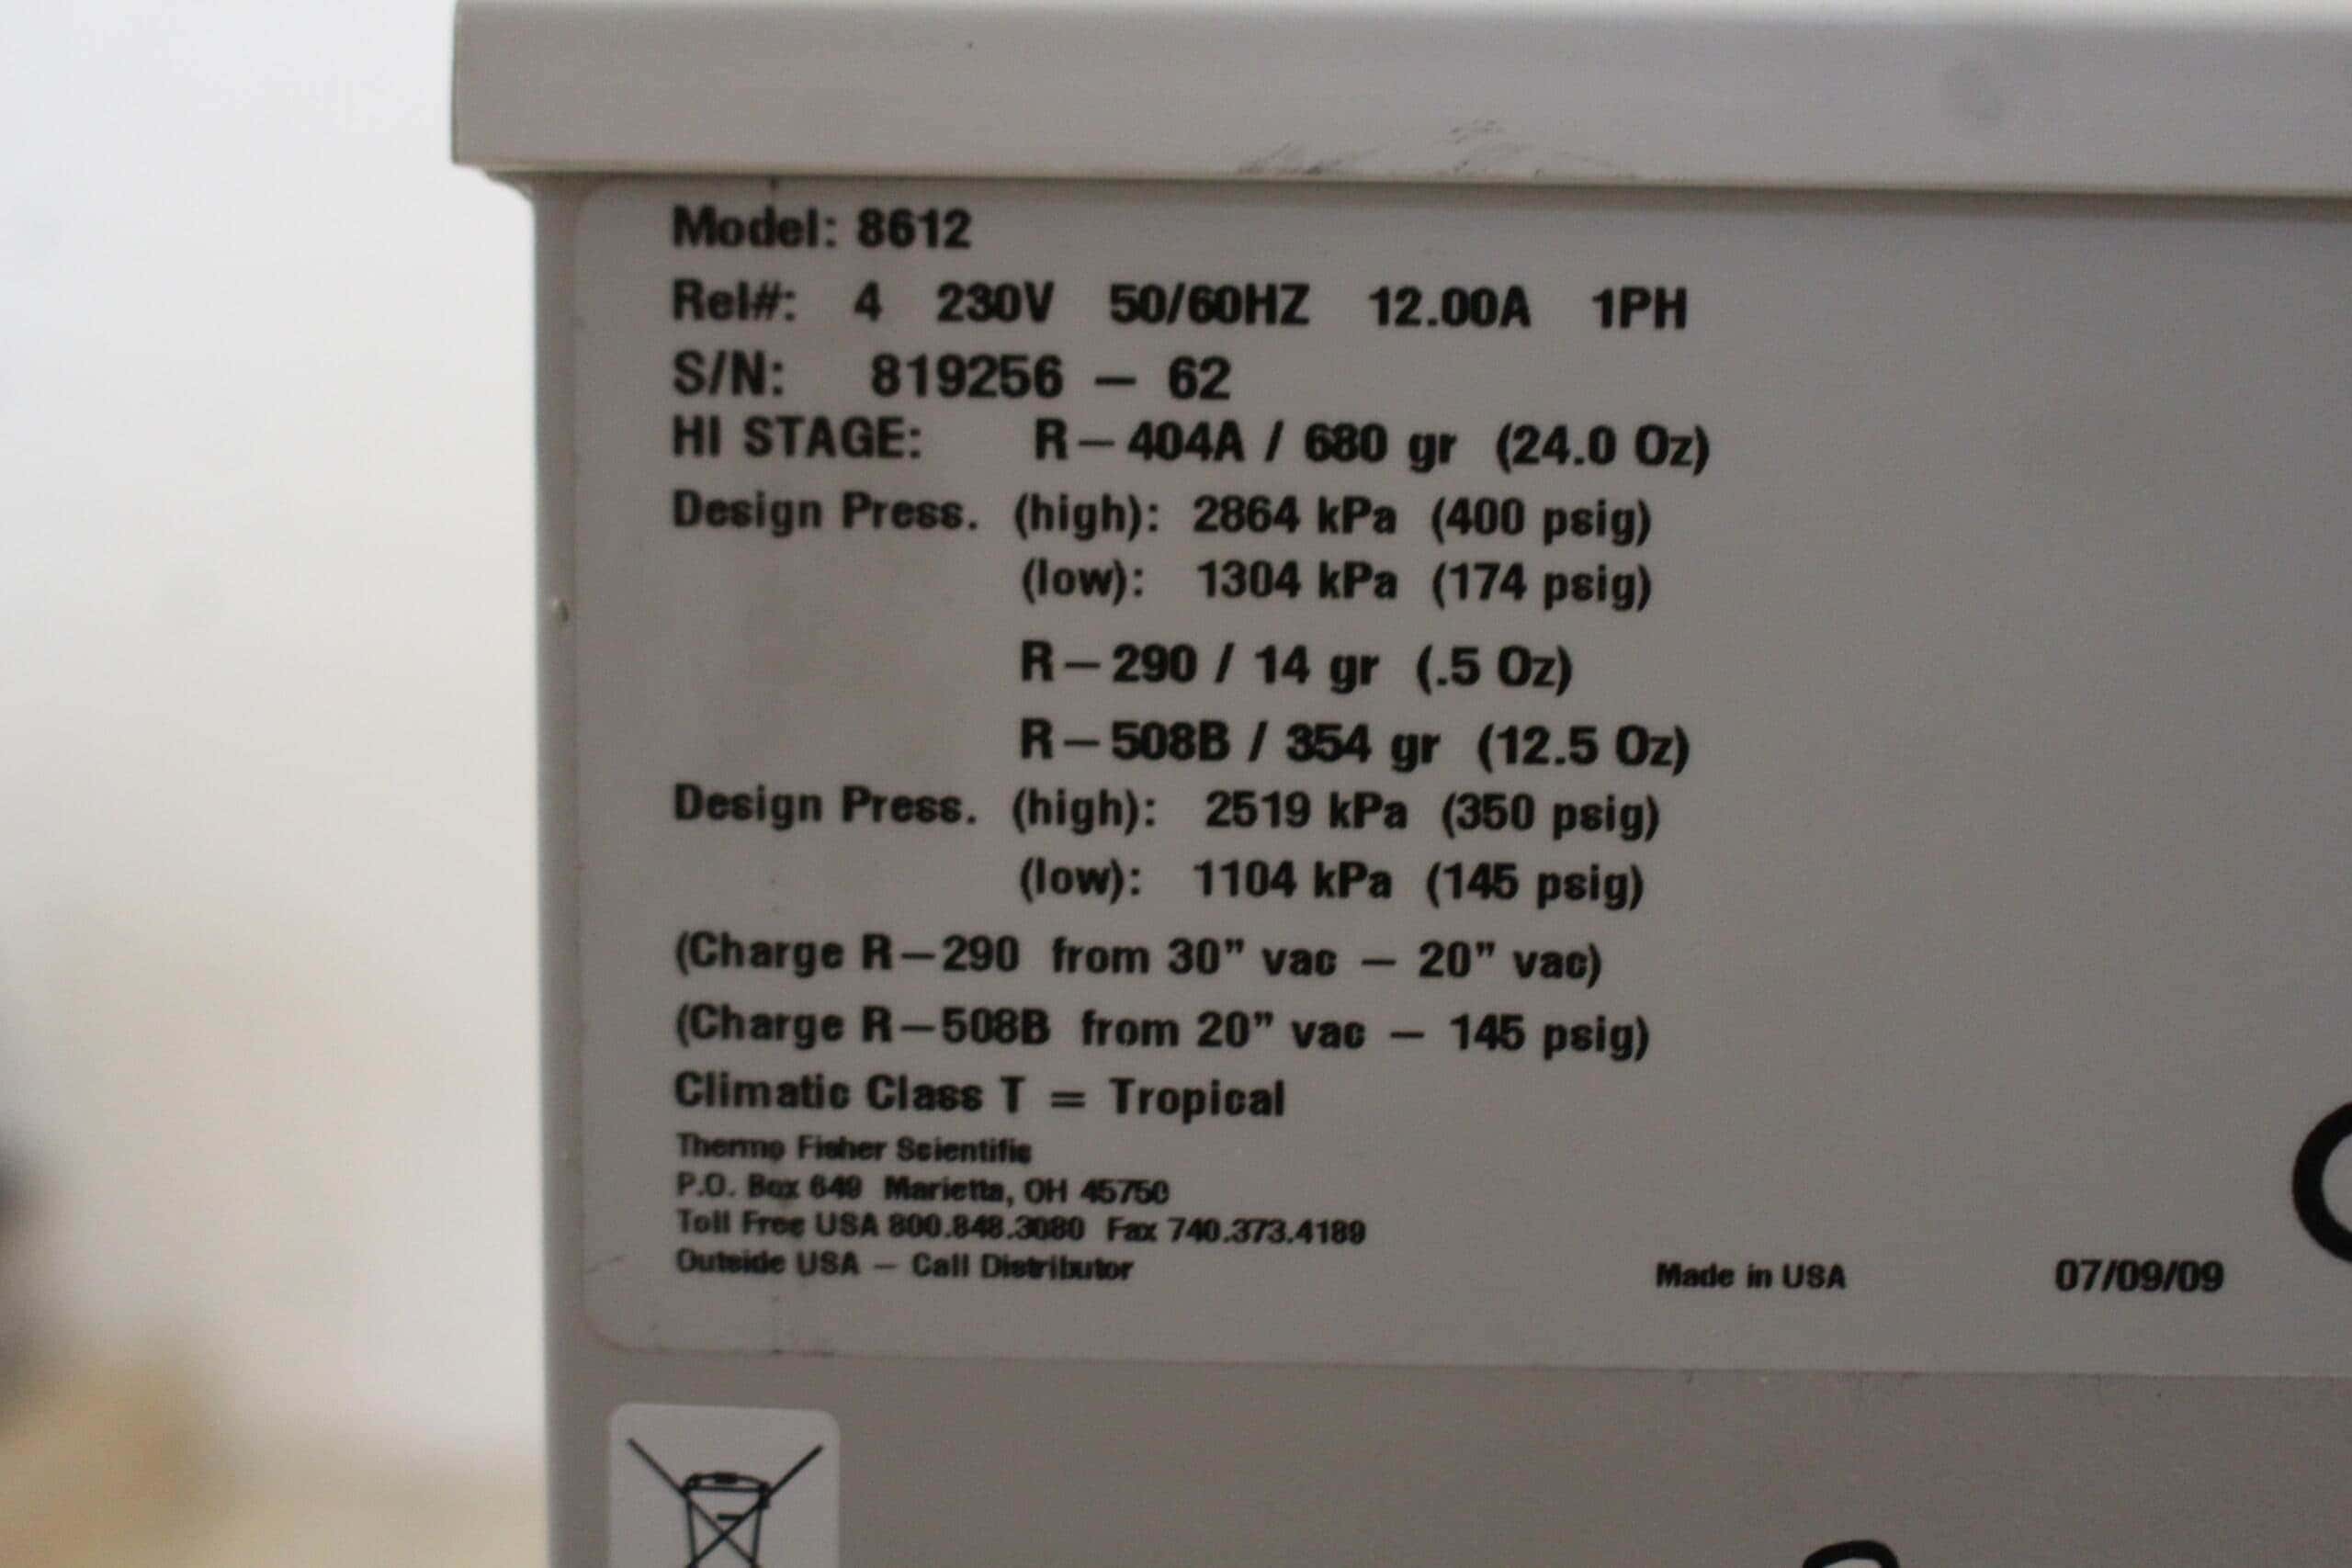 Model: 8612
Rel#: 4 230V 50/60HZ 12.00A 1PH
S/N: 819256 – 62
HI STAGE: R–404A / 680 gr (24.0 Oz)
Design Press. (high): 2864 kPa (400 psig)
(low): 1304 kPa (174 psig)
R–290 / 14 gr (.5 Oz)
R–508B / 354 gr (12.5 Oz)
Design Press. (high): 2519 kPa (350 psig)
(low): 1104 kPa (145 psig)
(Charge R–290 from 30” vac – 20” vac)
(Charge R–508B from 20” vac – 145 psig)
Climatic Class T = Tropical
Thermo Fisher Scientific
P.O. Box 649 Marietta, OH 45750
Toll Free USA 800.848.3080 Fax 740.373.4189
Outside USA – Call Distributor
Made in USA 07/09/09